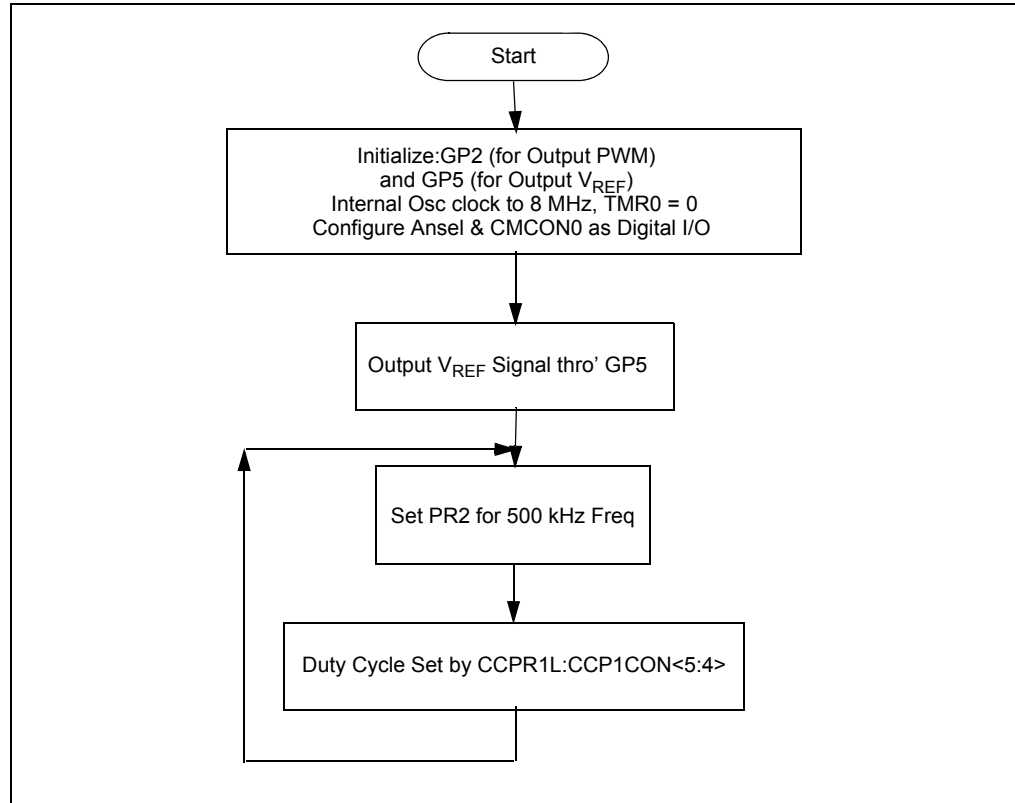 Start
Initialize:GP2 (for Output PWM)
and GP5 (for Output VREF)
Internal Osc clock to 8 MHz, TMR0 = 0
Configure Ansel & CMCON0 as Digital I/O
Output VREF Signal thro' GP5
Set PR2 for 500 kHz Freq
Duty Cycle Set by CCPR1L:CCP1CON<5:4>